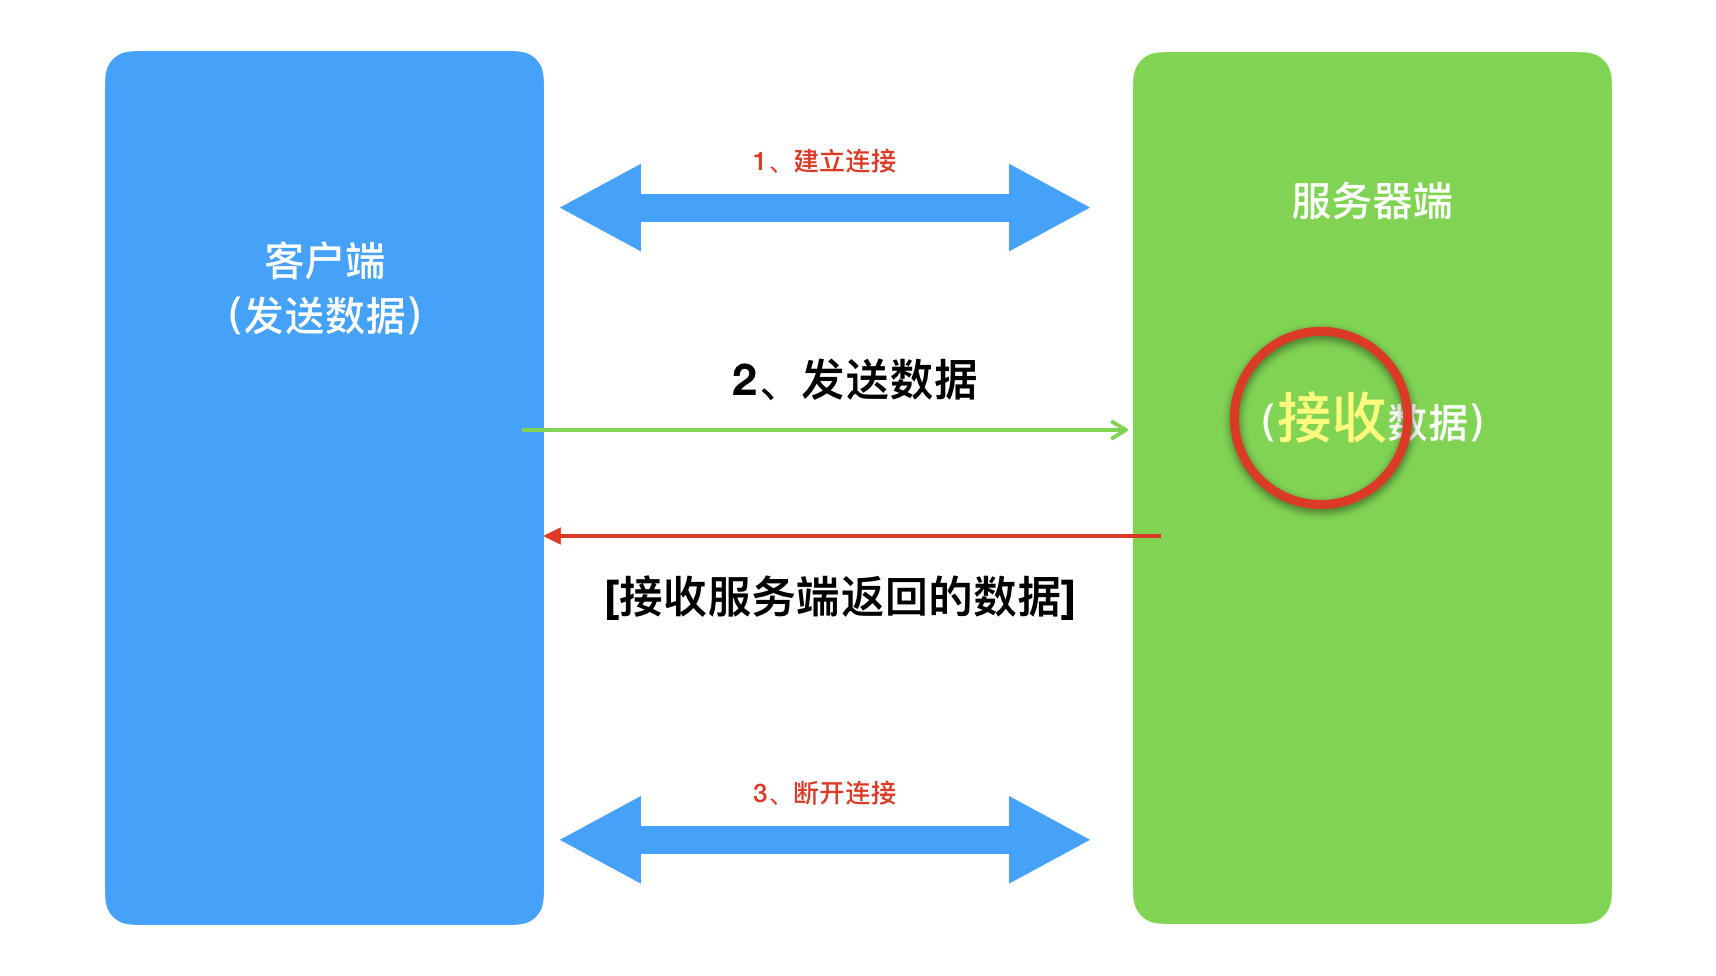 客户端
（发送数据）
1、建立连接
2、发送数据
[接收服务端返回的数据]
3、断开连接
服务器端
（接收数据）